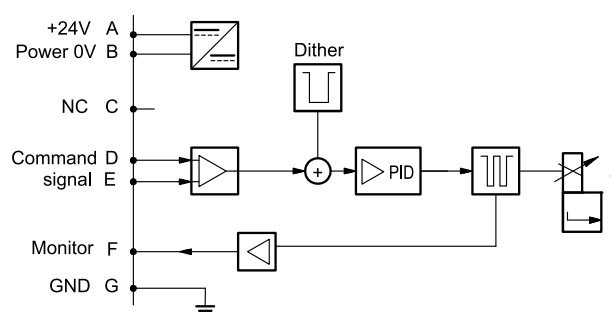 +24V A
Power 0V B
Dither
NC C
Command D
signal E
+
PID
Monitor F
GND G